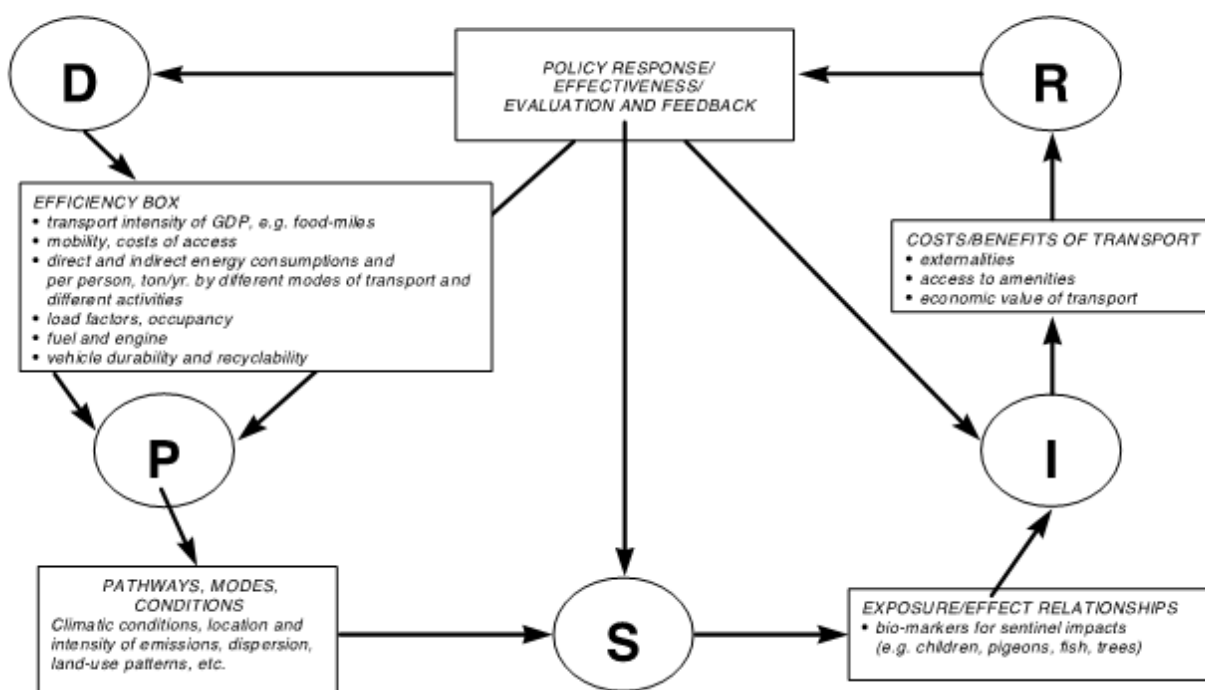 D
POLICY RESPONSE/
EFFECTIVENESS/
EVALUATION AND FEEDBACK
R
EFFICIENCY BOX
• transport intensity of GDP, e.g. food-miles
• mobility, costs of access
• direct and indirect energy consumptions and
per person, ton/yr. by different modes of transport and
different activities
• load factors, occupancy
• fuel and engine
• vehicle durability and recyclability
COSTS/BENEFITS OF TRANSPORT
• externalities
• access to amenities
• economic value of transport
P
I
PATHWAYS, MODES,
CONDITIONS
Climatic conditions, location and
intensity of emissions, dispersion,
land-use patterns, etc.
S
EXPOSURE/EFFECT RELATIONSHIPS
• bio-markers for sentinel impacts
(e.g. children, pigeons, fish, trees)